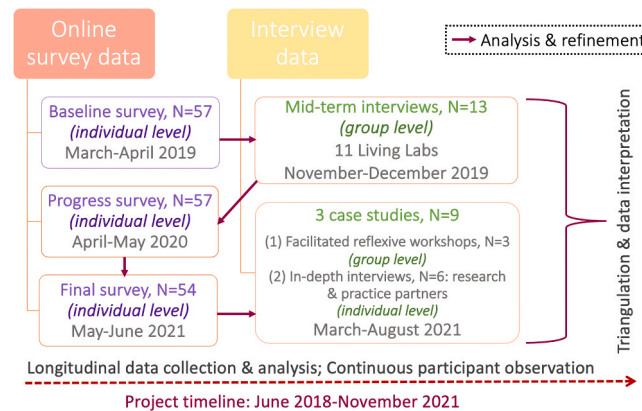 Online
survey data
Interview
data
Analysis & refinement
Baseline survey, N=57
(individual level)
March-April 2019
Mid-term interviews, N=13
(group level)
11 Living Labs
November-December 2019
Progress survey, N=57
(individual level)
April-May 2020
3 case studies, N=9
(1) Facilitated reflexive workshops, N=3
(group level)
(2) In-depth interviews, N=6: research
& practice partners
(individual level)
March-August 2021
Final survey, N=54
(individual level)
May-June 2021
Triangulation & data interpretation
Longitudinal data collection & analysis; Continuous participant observation
Project timeline: June 2018-November 2021